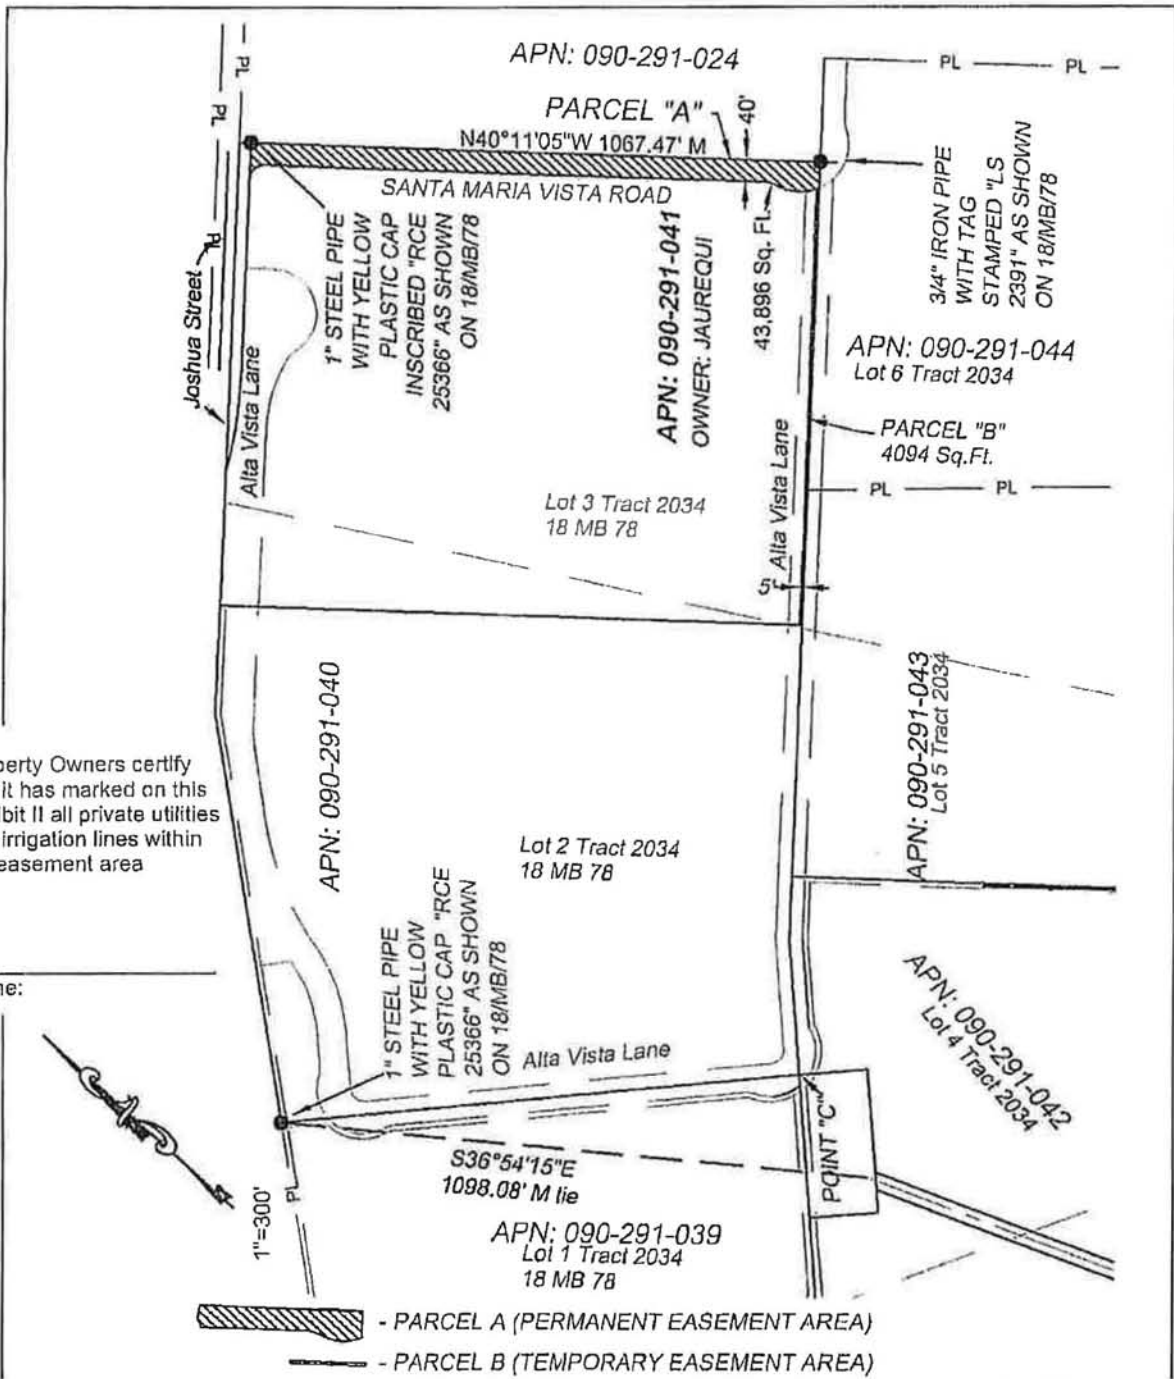 APN: 090-291-024
PARCEL "A"
40'
N40°11'05"W 1067.47' M
SANTA MARIA VISTA ROAD
PL
PL
PL
PL
PL
Joshua Street
Alta Vista Lane
1" STEEL PIPE
WITH YELLOW
PLASTIC CAP
INSCRIBED "RCE
25366" AS SHOWN
ON 18/MB/78
APN: 090-291-041
OWNER: JAUREQUI
43,896 Sq. Ft.
3/4" IRON PIPE
WITH TAG
STAMPED "LS
2391" AS SHOWN
ON 18/MB/78
APN: 090-291-044
Lot 6 Tract 2034
PARCEL "B"
4094 Sq.Ft.
PL
PL
Alta Vista Lane
Lot 3 Tract 2034
18 MB 78
5'
APN: 090-291-040
APN: 090-291-043
Lot 5 Tract 2034
perty Owners certify
it has marked on this
bit II all private utilities
irrigation lines within
easement area
Lot 2 Tract 2034
18 MB 78
1" STEEL PIPE
WITH YELLOW
PLASTIC CAP "RCE
25366" AS SHOWN
ON 18/MB/78
APN: 090-291-042
Lot 4 Tract 2034
ne:
Alta Vista Lane
POINT "C"
S36°54'15"E
1098.08' M tie
PL
1"=300'
APN: 090-291-039
Lot 1 Tract 2034
18 MB 78
- PARCEL A (PERMANENT EASEMENT AREA)
- PARCEL B (TEMPORARY EASEMENT AREA)